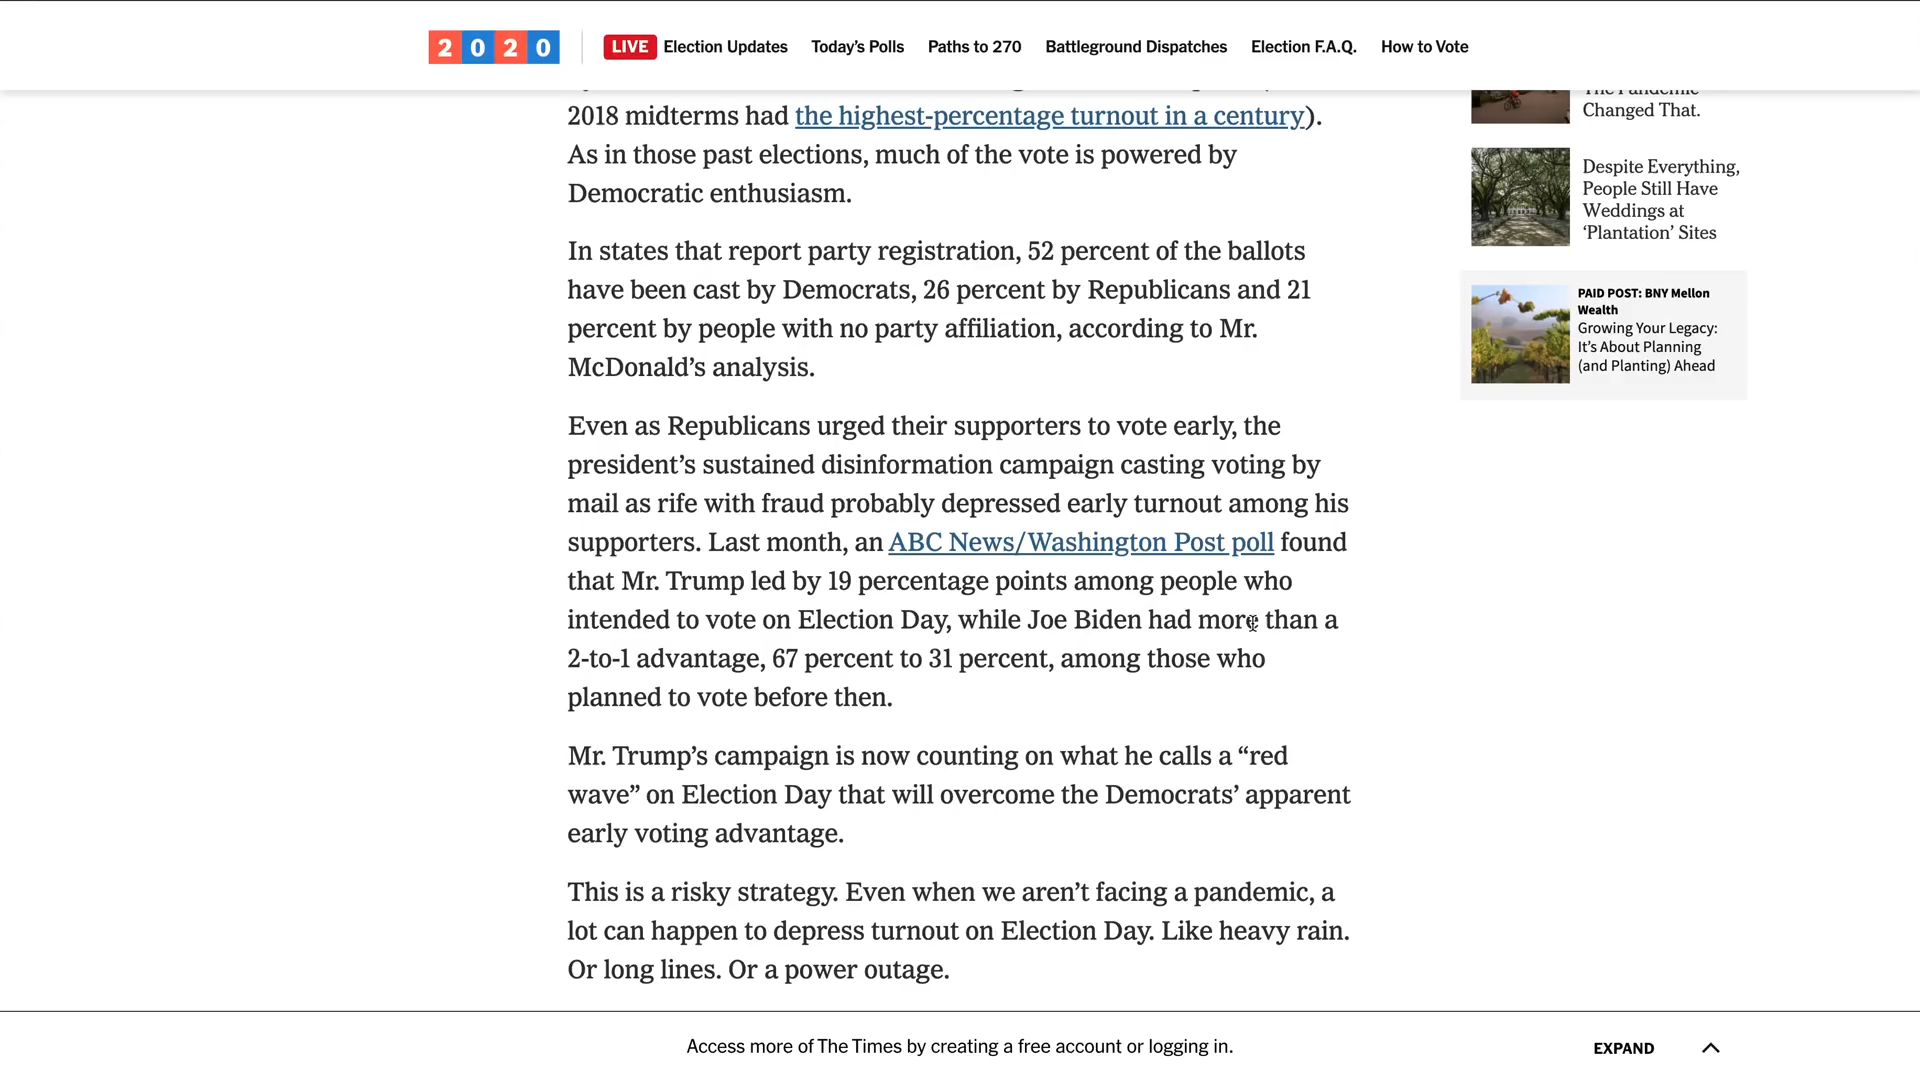 2020
LIVE Election Updates Today's Polls Paths to 270 Battleground Dispatches Election F.A.Q. How to Vote
2018 midterms had the highest-percentage turnout in a century).
As in those past elections, much of the vote is powered by
Democratic enthusiasm.
In states that report party registration, 52 percent of the ballots
have been cast by Democrats, 26 percent by Republicans and 21
percent by people with no party affiliation, according to Mr.
McDonald’s analysis.
Even as Republicans urged their supporters to vote early, the
president’s sustained disinformation campaign casting voting by
mail as rife with fraud probably depressed early turnout among his
supporters. Last month, an ABC News/Washington Post poll found
that Mr. Trump led by 19 percentage points among people who
intended to vote on Election Day, while Joe Biden had more than a
2-to-1 advantage, 67 percent to 31 percent, among those who
planned to vote before then.
Mr. Trump’s campaign is now counting on what he calls a “red
wave” on Election Day that will overcome the Democrats’ apparent
early voting advantage.
This is a risky strategy. Even when we aren’t facing a pandemic, a
lot can happen to depress turnout on Election Day. Like heavy rain.
Or long lines. Or a power outage.
The Pandemic
Changed That.
Despite Everything,
People Still Have
Weddings at
‘Plantation’ Sites
PAID POST: BNY Mellon
Wealth
Growing Your Legacy:
It’s About Planning
(and Planting) Ahead
Access more of The Times by creating a free account or logging in.
EXPAND